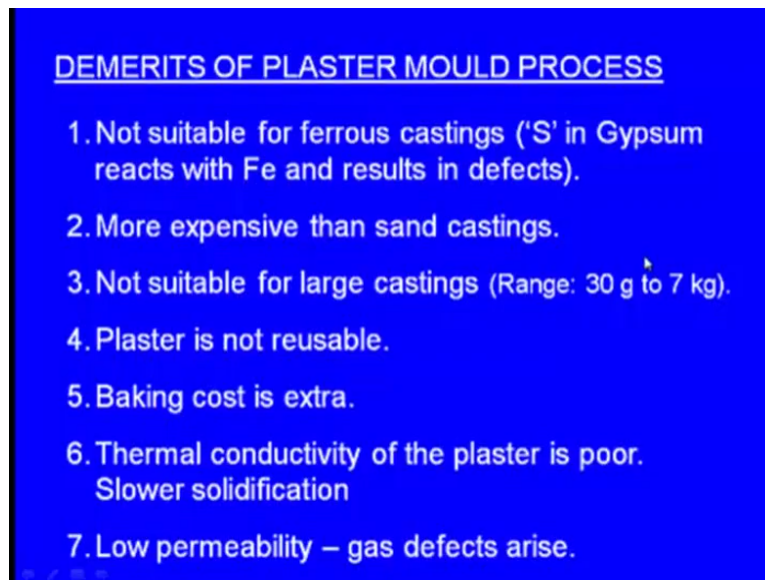 DEMERITS OF PLASTER MOULD PROCESS
1. Not suitable for ferrous castings ('S' in Gypsum
reacts with Fe and results in defects).
2. More expensive than sand castings.
3. Not suitable for large castings (Range: 30 g to 7 kg).
4. Plaster is not reusable.
5. Baking cost is extra.
6. Thermal conductivity of the plaster is poor.
Slower solidification
7. Low permeability – gas defects arise.